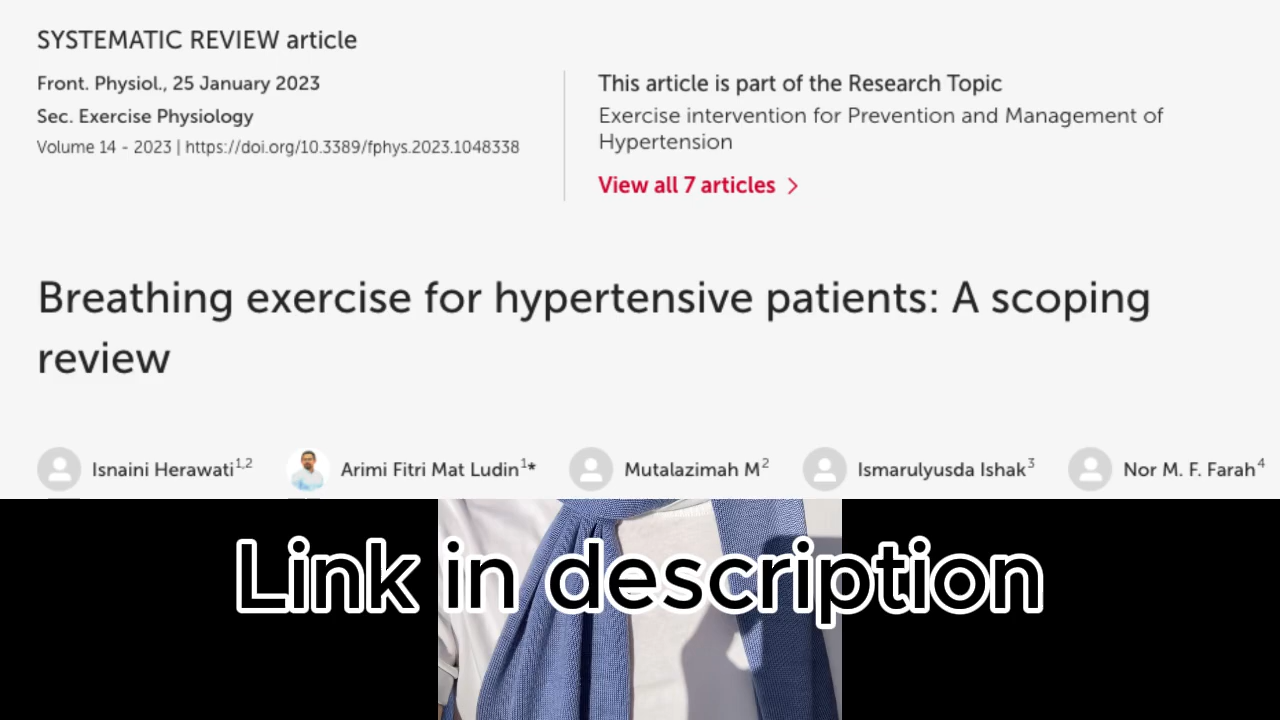 SYSTEMATIC REVIEW article
Front. Physiol., 25 January 2023
Sec. Exercise Physiology
Volume 14 - 2023 | https://doi.org/10.3389/fphys.2023.1048338
This article is part of the Research Topic
Exercise intervention for Prevention and Management of
Hypertension
View all 7 articles
Breathing exercise for hypertensive patients: A scoping
review
Isnaini Herawati1,2 Arimi Fitri Mat Ludin1* Mutalazimah M2 Ismarulyusda Ishak3 Nor M. F. Farah4
Link in description